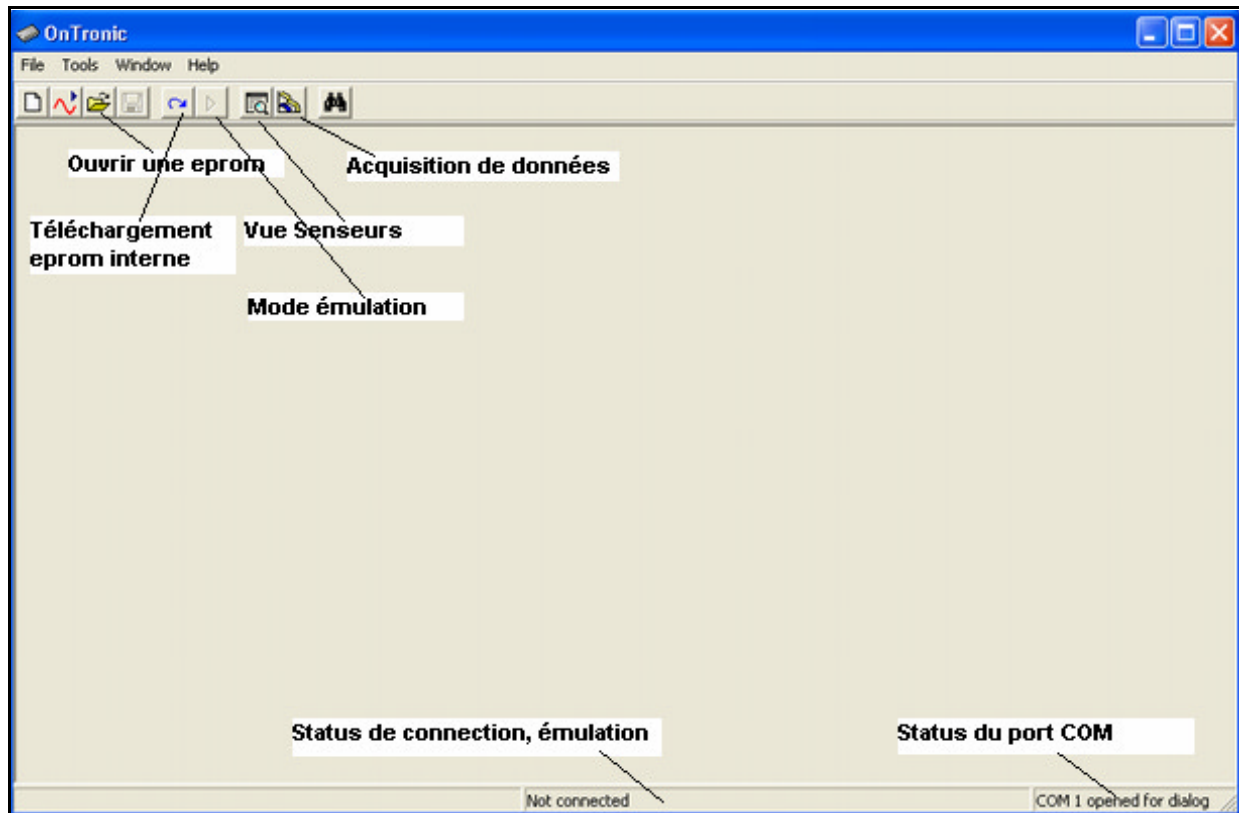 OnTronic
File Tools Window Help
Ouvrir une eprom
Acquisition de données
Téléchargement
eprom interne
Vue Senseurs
Mode émulation
Status de connection, émulation
Status du port COM
Not connected
COM 1 opened for dialog